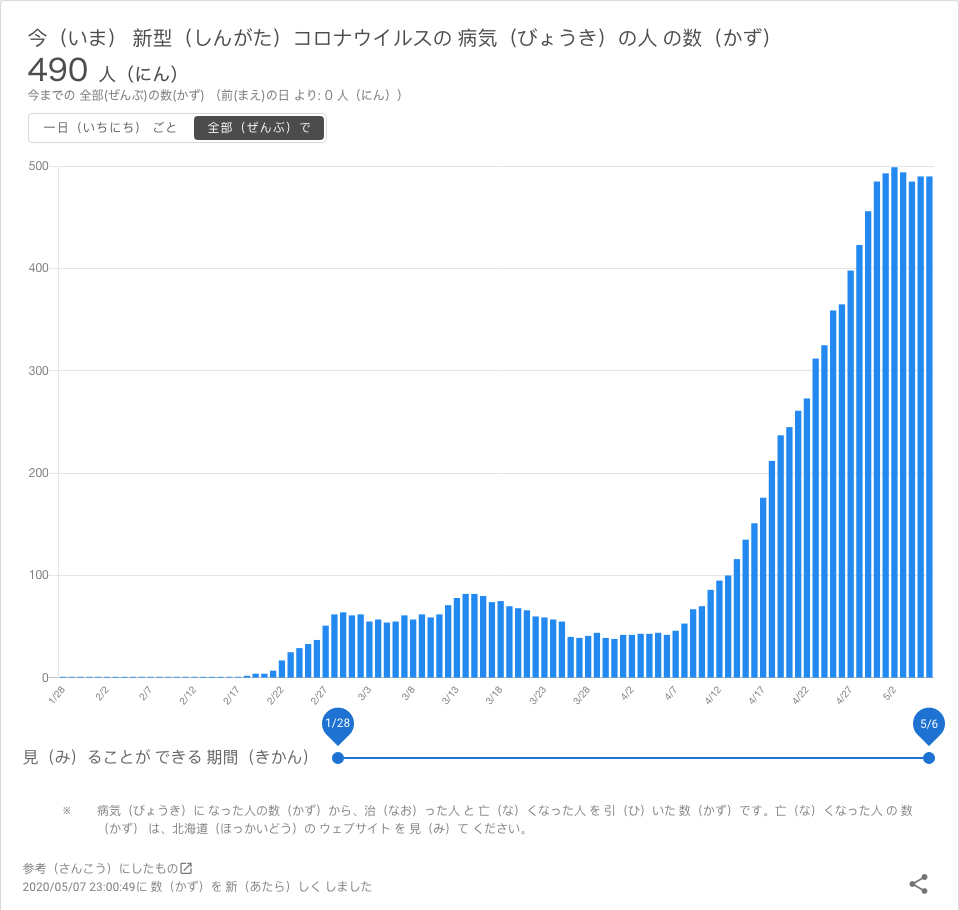 今（いま） 新型（しんがた）コロナウイルスの 病気（びょうき）の人 の数（かず）
490 人（にん）
今までの 全部(ぜんぶ)の数(かず) （前(まえ)の日 より: 0 人（にん））
一日（いちにち） ごと 全部（ぜんぶ）で
500
400
300
200
100
0
1/28 2/2 2/7 2/12 2/17 2/22 2/27 3/3 3/8 3/13 3/18 3/23 3/28 4/2 4/7 4/12 4/17 4/22 4/27 5/2
1/28 5/6
見（み）ることが できる 期間（きかん）
※ 病気（びょうき）に なった人の数（かず）から、治（なお）った人 と 亡（な）くなった人 を 引（ひ）いた 数（かず）です。亡（な）くなった人 の 数
（かず） は、北海道（ほっかいどう）の ウェブサイト を 見（み）て ください。
参考（さんこう）にしたもの
2020/05/07 23:00:49に 数（かず）を 新（あたら）しく しました